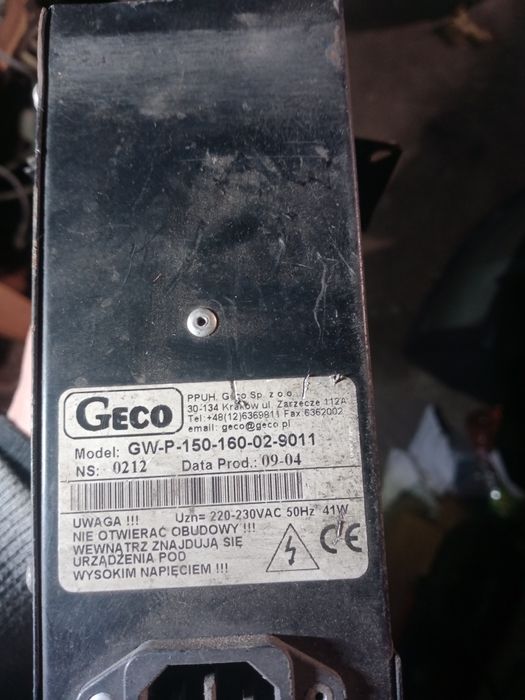 GECO
PPUH. Geco Sp. z o.o.
30-134 Kraków ul. Zarzecze 112A
Tel:+48(12)6369811 Fax:6362002
email: geco@geco.pl
Model: GW-P-150-160-02-9011
NS: 0212 Data Prod.: 09-04
UWAGA !!! Uzn= 220-230VAC 50Hz 41W
NIE OTWIERAĆ OBUDOWY !!!
WEWNĄTRZ ZNAJDUJĄ SIĘ
URZĄDZENIA POD
WYSOKIM NAPIĘCIEM !!!
CE